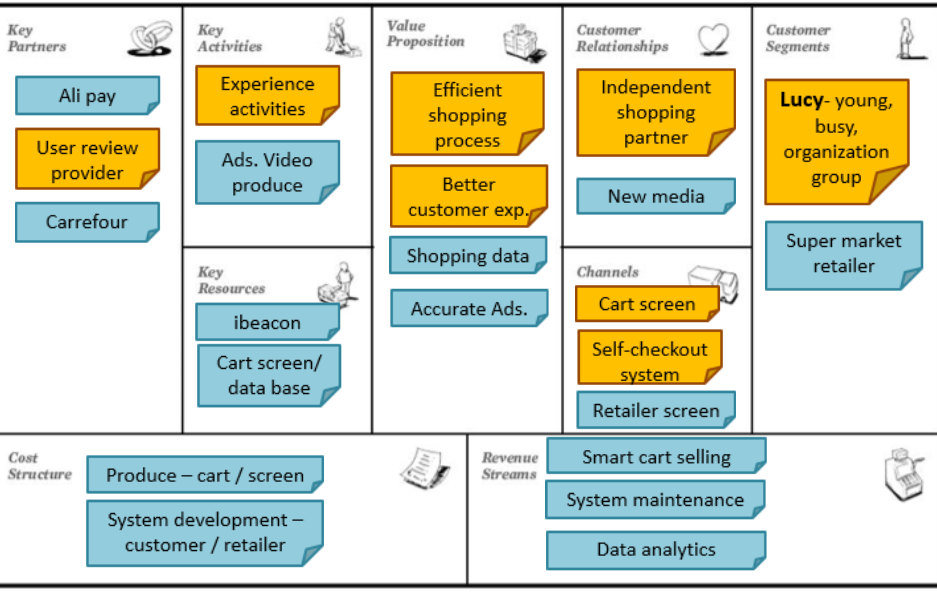 Key
Partners
Ali pay
User review
provider
Carrefour
Key
Activities
Experience
activities
Ads. Video
produce
Key
Resources
ibeacon
Cart screen/
data base
Value
Proposition
Efficient
shopping
process
Better
customer exp.
Shopping data
Accurate Ads.
Customer
Relationships
Independent
shopping
partner
New media
Channels
Cart screen
Self-checkout
system
Retailer screen
Customer
Segments
Lucy- young,
busy,
organization
group
Super market
retailer
Cost
Structure
Produce – cart / screen
System development –
customer / retailer
Revenue
Streams
Smart cart selling
System maintenance
Data analytics